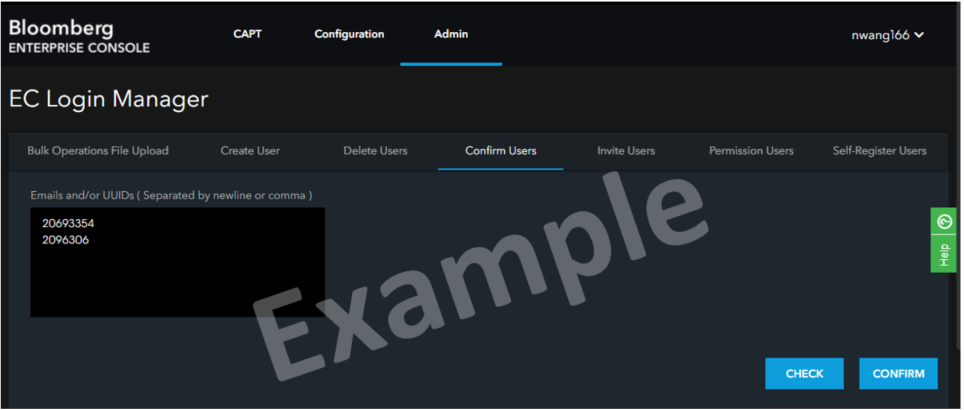 Bloomberg
ENTERPRISE CONSOLE
CAPT
Configuration
Admin
nwang166
EC Login Manager
Bulk Operations File Upload
Create User
Delete Users
Confirm Users
Invite Users
Permission Users
Self-Register Users
Emails and/or UUIDs ( Separated by newline or comma )
20693354
2096306
Example
Help ?
CHECK
CONFIRM